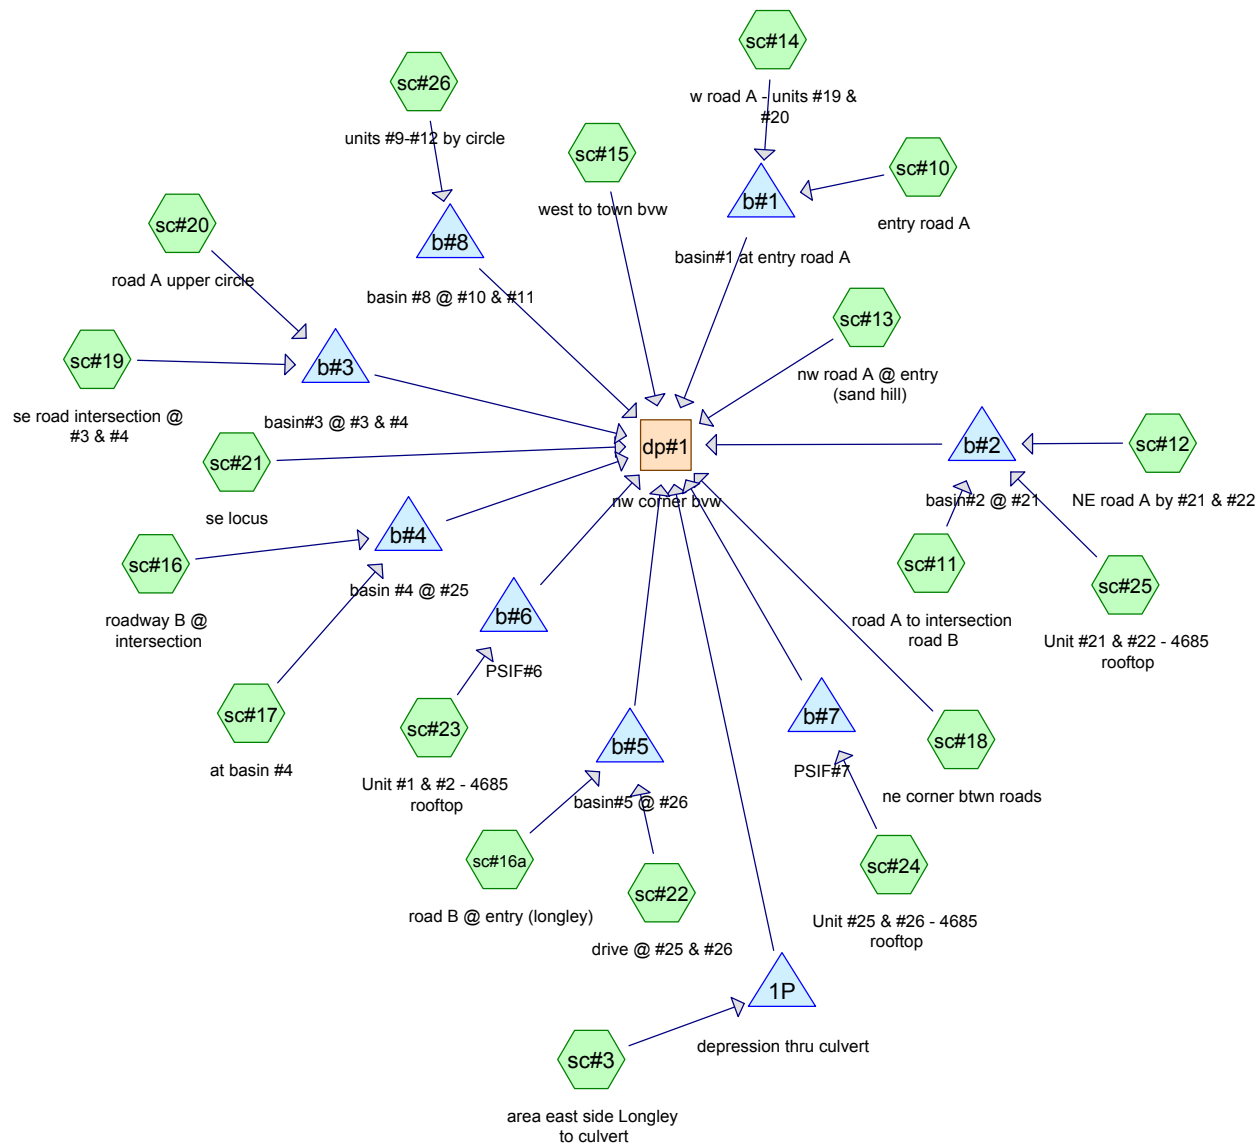 sc#14
w road A - units #19 &
#20
sc#26
units #9-#12 by circle
sc#15
west to town bvw
sc#10
entry road A
b#1
basin#1 at entry road A
sc#20
road A upper circle
b#8
basin #8 @ #10 & #11
sc#13
nw road A @ entry
(sand hill)
sc#19
se road intersection @
#3 & #4
b#3
basin#3 @ #3 & #4
dp#1
nw corner bvw
b#2
basin#2 @ #21
sc#12
NE road A by #21 & #22
sc#21
se locus
b#4
basin #4 @ #25
sc#16
roadway B @
intersection
sc#11
road A to intersection
road B
sc#25
Unit #21 & #22 - 4685
rooftop
b#6
PSIF#6
sc#17
at basin #4
sc#23
Unit #1 & #2 - 4685
rooftop
b#5
basin#5 @ #26
b#7
PSIF#7
sc#18
ne corner btwn roads
sc#16a
road B @ entry (longley)
sc#22
drive @ #25 & #26
sc#24
Unit #25 & #26 - 4685
rooftop
1P
depression thru culvert
sc#3
area east side Longley
to culvert